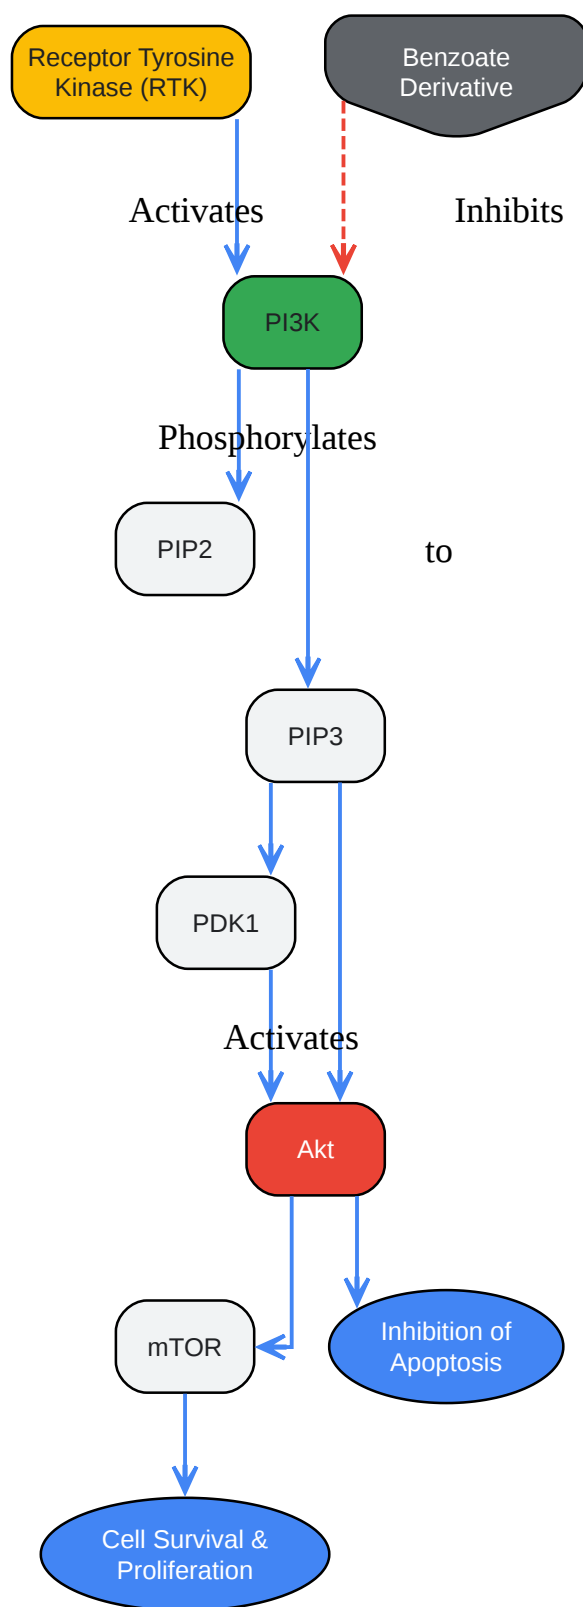 Receptor Tyrosine
Kinase (RTK)
Benzoate
Derivative
Activates
Inhibits
PI3K
Phosphorylates
PIP2
to
PIP3
PDK1
Activates
Akt
Inhibition of
Apoptosis
mTOR
Cell Survival &
Proliferation